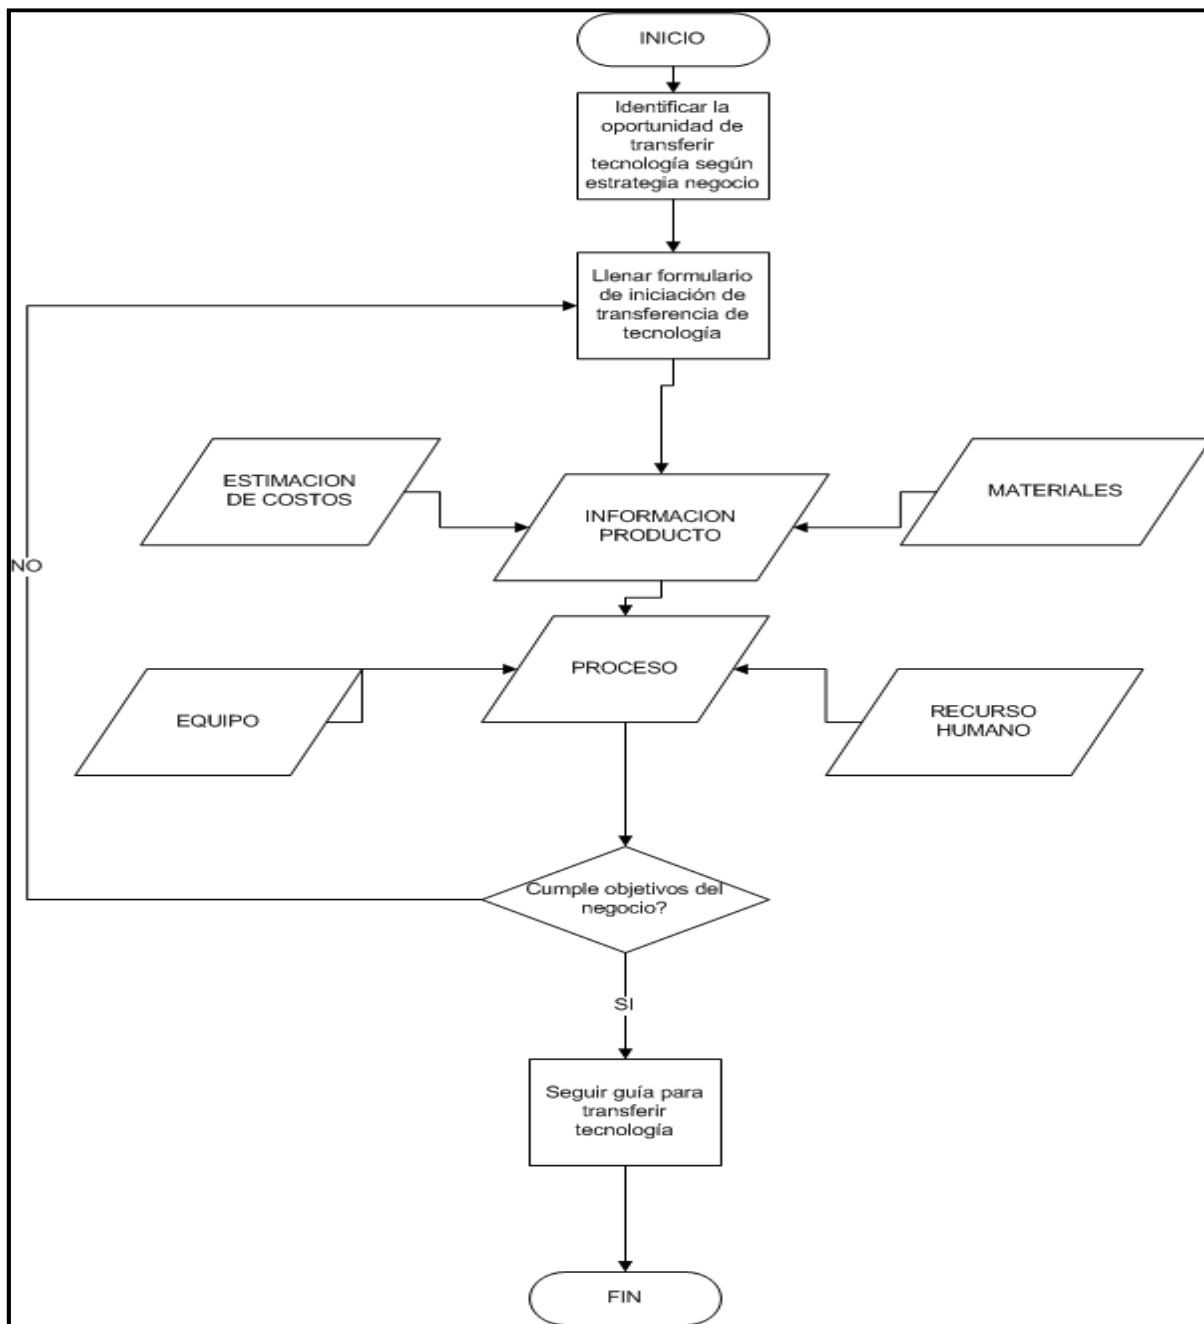 INICIO
Identificar la
oportunidad de
transferir
tecnología según
estrategia negocio
Llenar formulario
de iniciación de
transferencia de
tecnología
ESTIMACION
DE COSTOS
INFORMACION
PRODUCTO
MATERIALES
NO
PROCESO
EQUIPO
RECURSO
HUMANO
Cumple objetivos del
negocio?
SI
Seguir guía para
transferir
tecnología
FIN